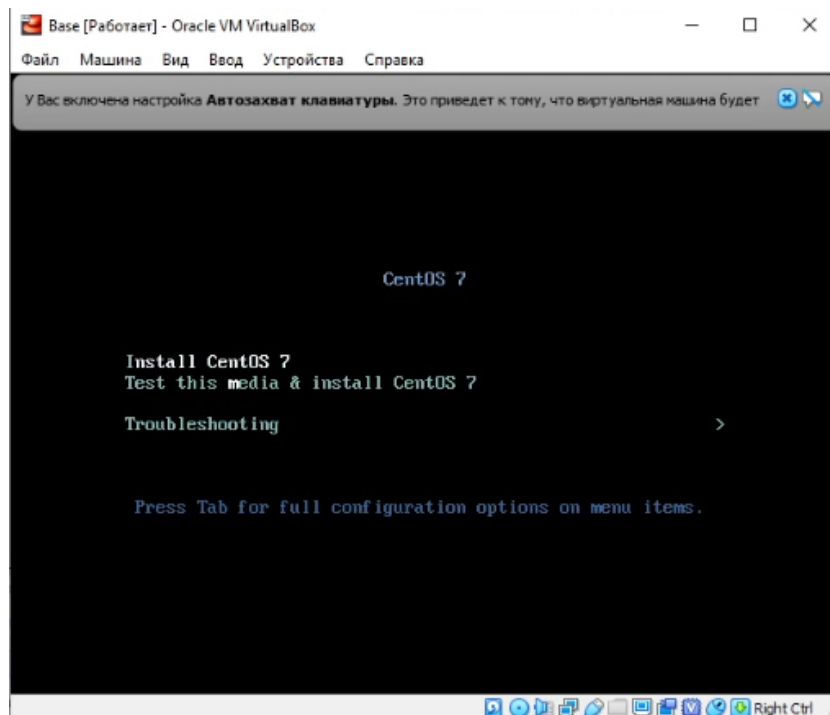 Base [Работает] - Oracle VM VirtualBox
Файл Машина Вид Ввод Устройства Справка
У Вас включена настройка Автозахват клавиатуры. Это приведет к тому, что виртуальная машина будет
CentOS 7
Install CentOS 7
Test this media & install CentOS 7
Troubleshooting >
Press Tab for full configuration options on menu items.
Right Ctrl